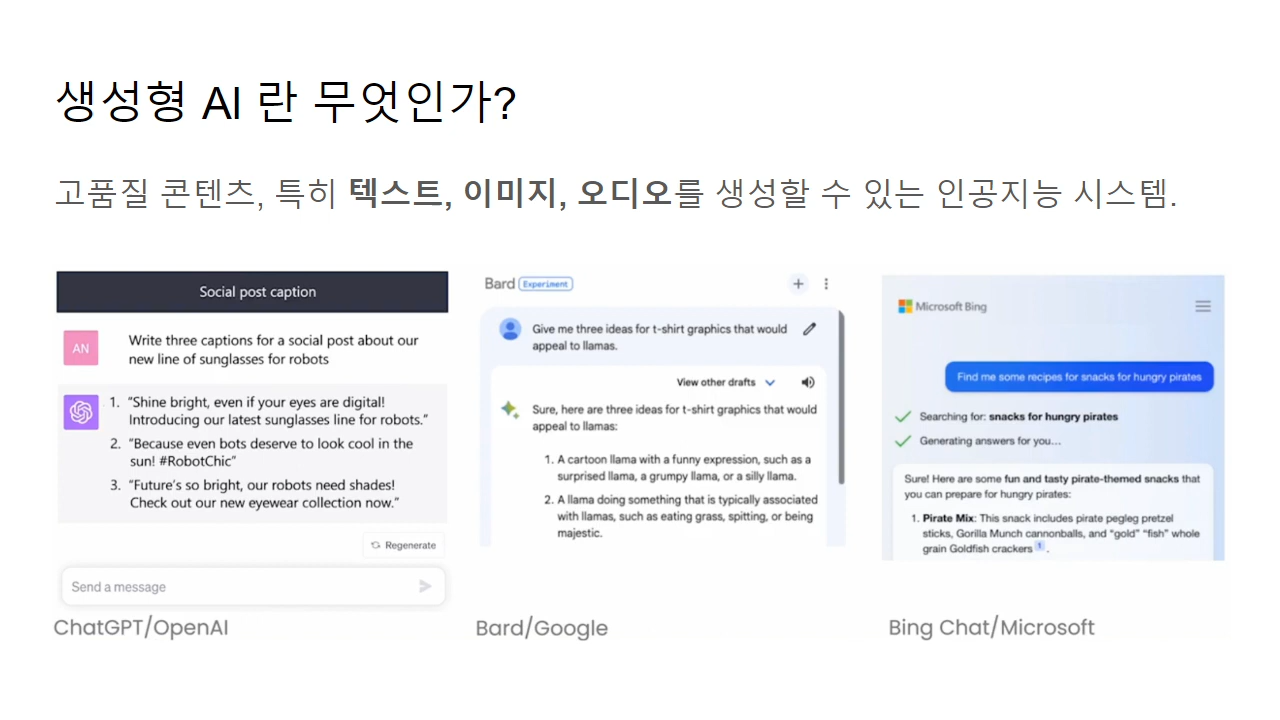 생성형 AI 란 무엇인가?
고품질 콘텐츠, 특히 텍스트, 이미지, 오디오를 생성할 수 있는 인공지능 시스템.
Social post caption
AN
Write three captions for a social post about our
new line of sunglasses for robots
1. “Shine bright, even if your eyes are digital!
Introducing our latest sunglasses line for robots.”
2. “Because even bots deserve to look cool in the
sun! #RobotChic”
3. “Future’s so bright, our robots need shades!
Check out our new eyewear collection now.”
Regenerate
Send a message
ChatGPT/OpenAI
Bard Experiment
Give me three ideas for t-shirt graphics that would
appeal to llamas.
View other drafts
Sure, here are three ideas for t-shirt graphics that would
appeal to llamas:
1. A cartoon llama with a funny expression, such as a
surprised llama, a grumpy llama, or a silly llama.
2. A llama doing something that is typically associated
with llamas, such as eating grass, spitting, or being
majestic.
Bard/Google
Microsoft Bing
Find me some recipes for snacks for hungry pirates
Searching for: snacks for hungry pirates
Generating answers for you...
Sure! Here are some fun and tasty pirate-themed snacks that
you can prepare for hungry pirates:
1. Pirate Mix: This snack includes pirate pegleg pretzel
sticks, Gorilla Munch cannonballs, and “gold” “fish” whole
grain Goldfish crackers 1 .
Bing Chat/Microsoft